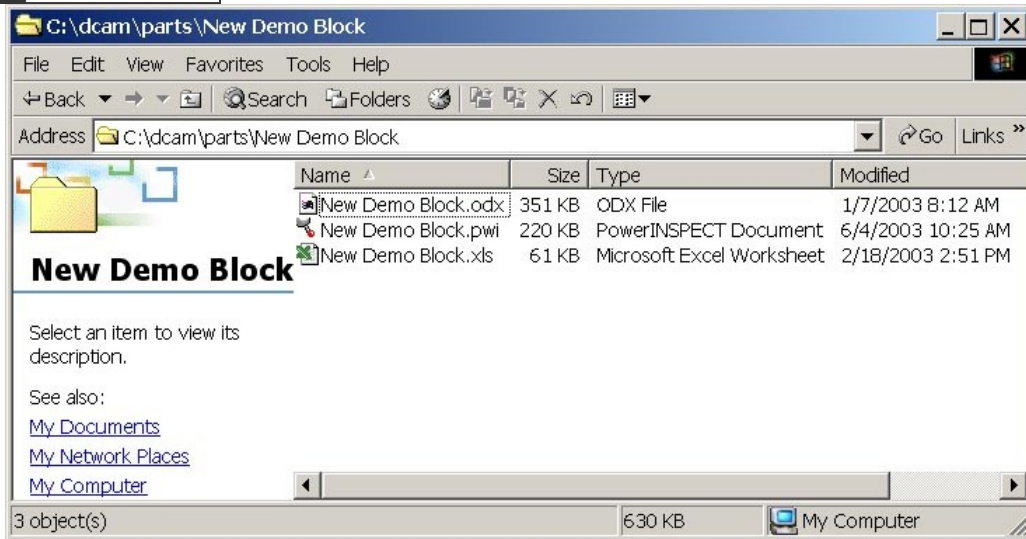 C:\dcam\parts\New Demo Block
File Edit View Favorites Tools Help
Back Search Folders
Address C:\dcam\parts\New Demo Block Go Links »
Name Size Type Modified
New Demo Block.odx 351 KB ODX File 1/7/2003 8:12 AM
New Demo Block.pwi 220 KB PowerINSPECT Document 6/4/2003 10:25 AM
New Demo Block.xls 61 KB Microsoft Excel Worksheet 2/18/2003 2:51 PM
New Demo Block
Select an item to view its
description.
See also:
My Documents
My Network Places
My Computer
3 object(s) 630 KB My Computer